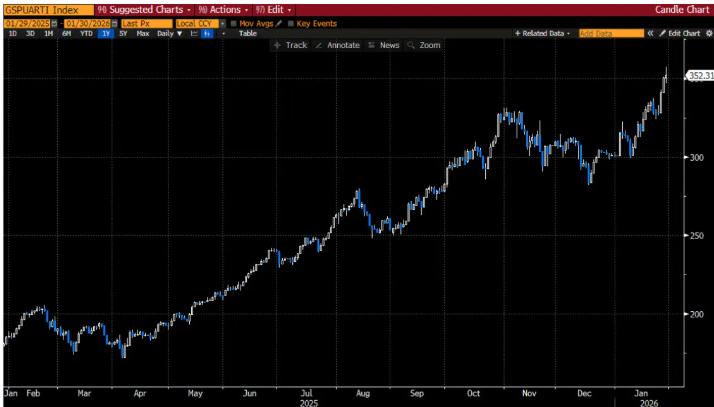 GSPUARTI Index 94) Suggested Charts 96) Actions 97) Edit Candle Chart
01/29/2025 - 01/30/2026 Last Px Local CCY Mov Avgs Key Events
1D 3D 1M 6M YTD 1Y 5Y Max Daily ▼ Table + Related Data Add Data « Edit Chart
Track Annotate News Zoom
352.31
300
250
200
Jan Feb Mar Apr May Jun Jul Aug Sep Oct Nov Dec Jan
2025 2026